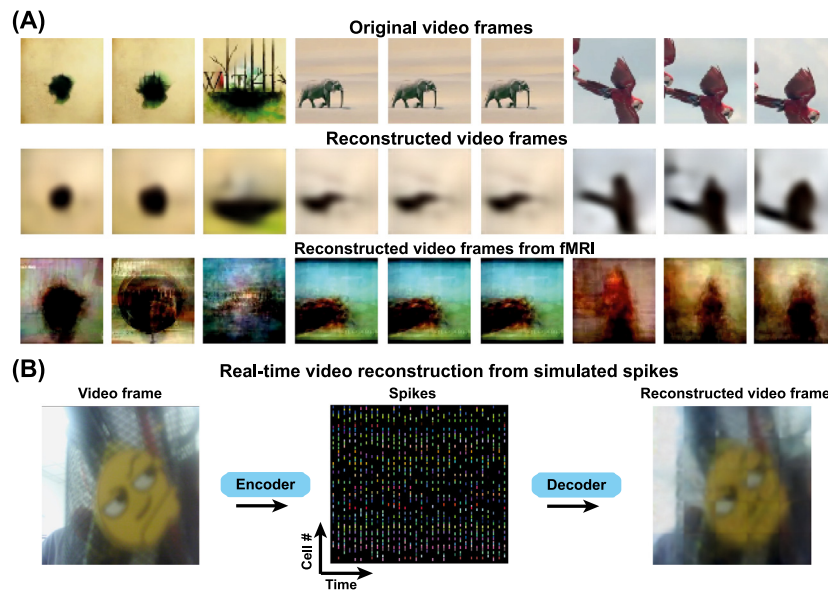 (A)
Original video frames
WITHIN
Reconstructed video frames
Reconstructed video frames from fMRI
(B)
Real-time video reconstruction from simulated spikes
Video frame
Spikes
Reconstructed video frame
Encoder
Decoder
Cell #
Time